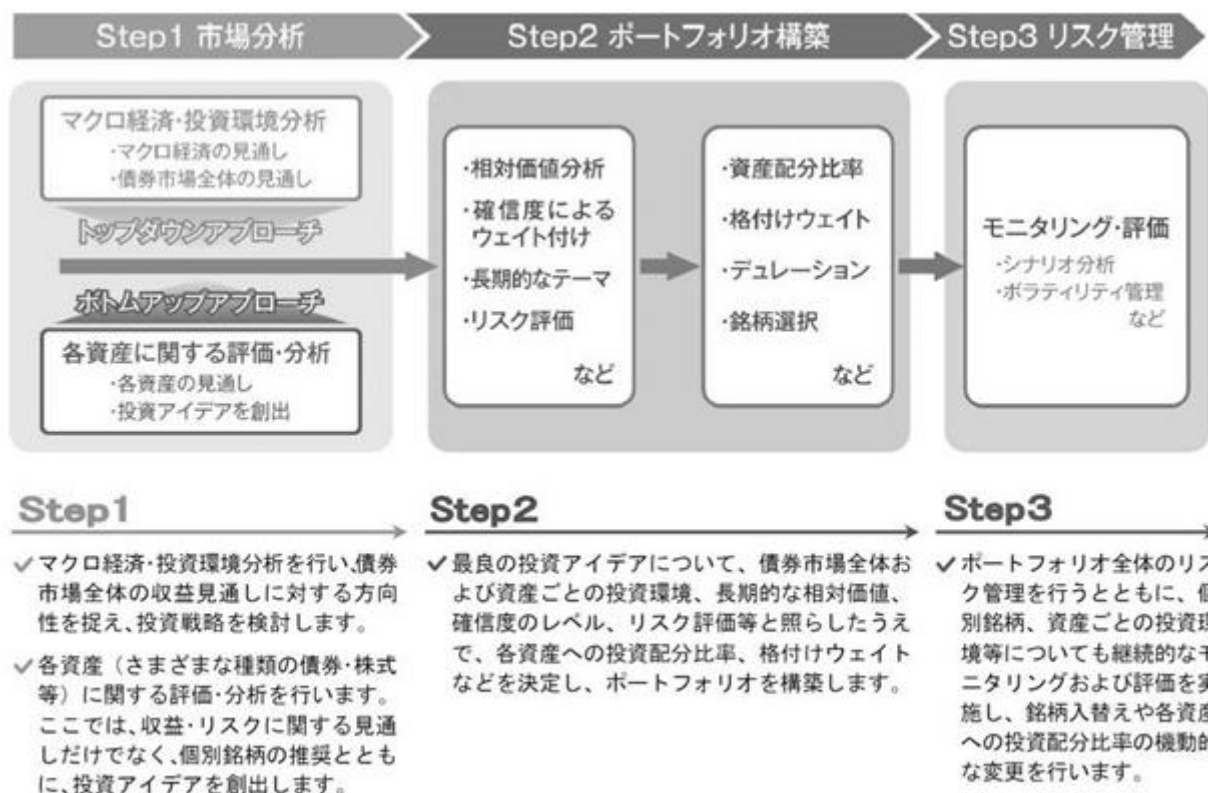 Step1 市場分析
Step2 ポートフォリオ構築
Step3 リスク管理
マクロ経済・投資環境分析
・マクロ経済の見通し
・債券市場全体の見通し
トップダウンアプローチ
ボトムアップアプローチ
各資産に関する評価・分析
・各資産の見通し
・投資アイデアを創出
・相対価値分析
・確信度による
ウェイト付け
・長期的なテーマ
・リスク評価
など
・資産配分比率
・格付けウェイト
・デュレーション
・銘柄選択
など
モニタリング・評価
・シナリオ分析
・ボラティリティ管理
など
Step1
✓マクロ経済・投資環境分析を行い、債券
市場全体の収益見通しに対する方向
性を捉え、投資戦略を検討します。
✓各資産（さまざまな種類の債券・株式
等）に関する評価・分析を行います。
ここでは、収益・リスクに関する見通
しだけでなく、個別銘柄の推奨ととも
に、投資アイデアを創出します。
Step2
✓最良の投資アイデアについて、債券市場全体お
よび資産ごとの投資環境、長期的な相対価値、
確信度のレベル、リスク評価等と照らしたうえ
で、各資産への投資配分比率、格付けウェイト
などを決定し、ポートフォリオを構築します。
Step3
✓ポートフォリオ全体のリス
ク管理を行うとともに、個
別銘柄、資産ごとの投資環
境等についても継続的なモ
ニタリングおよび評価を実
施し、銘柄入替えや各資産
への投資配分比率の機動的
な変更を行います。